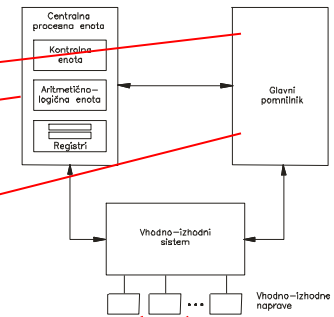 Centralna
procesna enota
Kontrolna
enota
Aritmetično-
logična enota
Registri
Glavni
pomnilnik
Vhodno-izhodni
sistem
Vhodno-izhodne
naprave